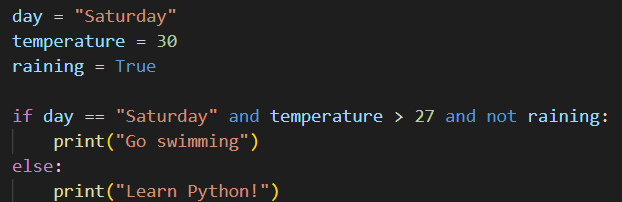 day = "Saturday"
temperature = 30
raining = True

if day == "Saturday" and temperature > 27 and not raining:
    print("Go swimming")
else:
    print("Learn Python!")